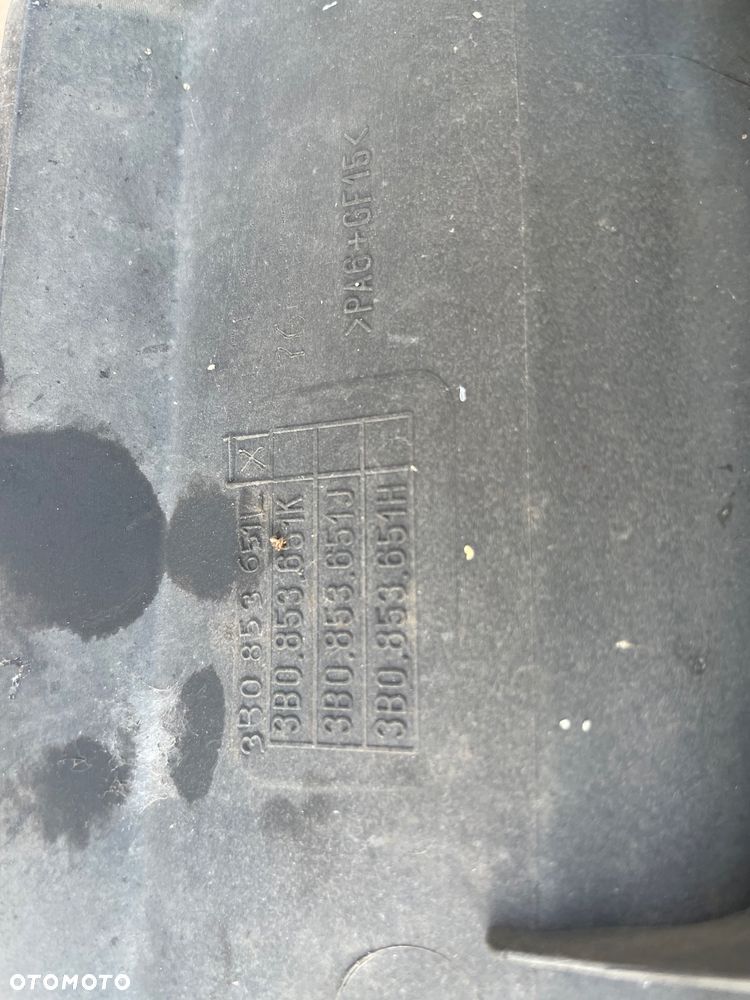 3B0 853 651L X
3B0.853.651K
3B0.853.651J
3B0.853.651H
>PA6+GF15<
OTOMOTO